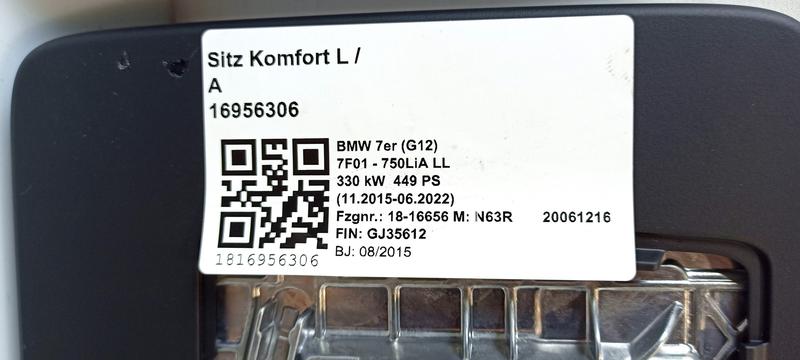 Sitz Komfort L /
A
16956306
BMW 7er (G12)
7F01 - 750LiA LL
330 kW 449 PS
(11.2015-06.2022)
Fzgnr.: 18-16656 M: N63R 20061216
FIN: GJ35612
BJ: 08/2015
1816956306